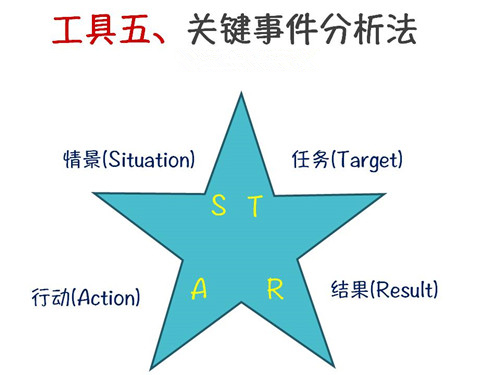 工具五、关键事件分析法
情景(Situation)
任务(Target)
S T
行动(Action)
A R
结果(Result)